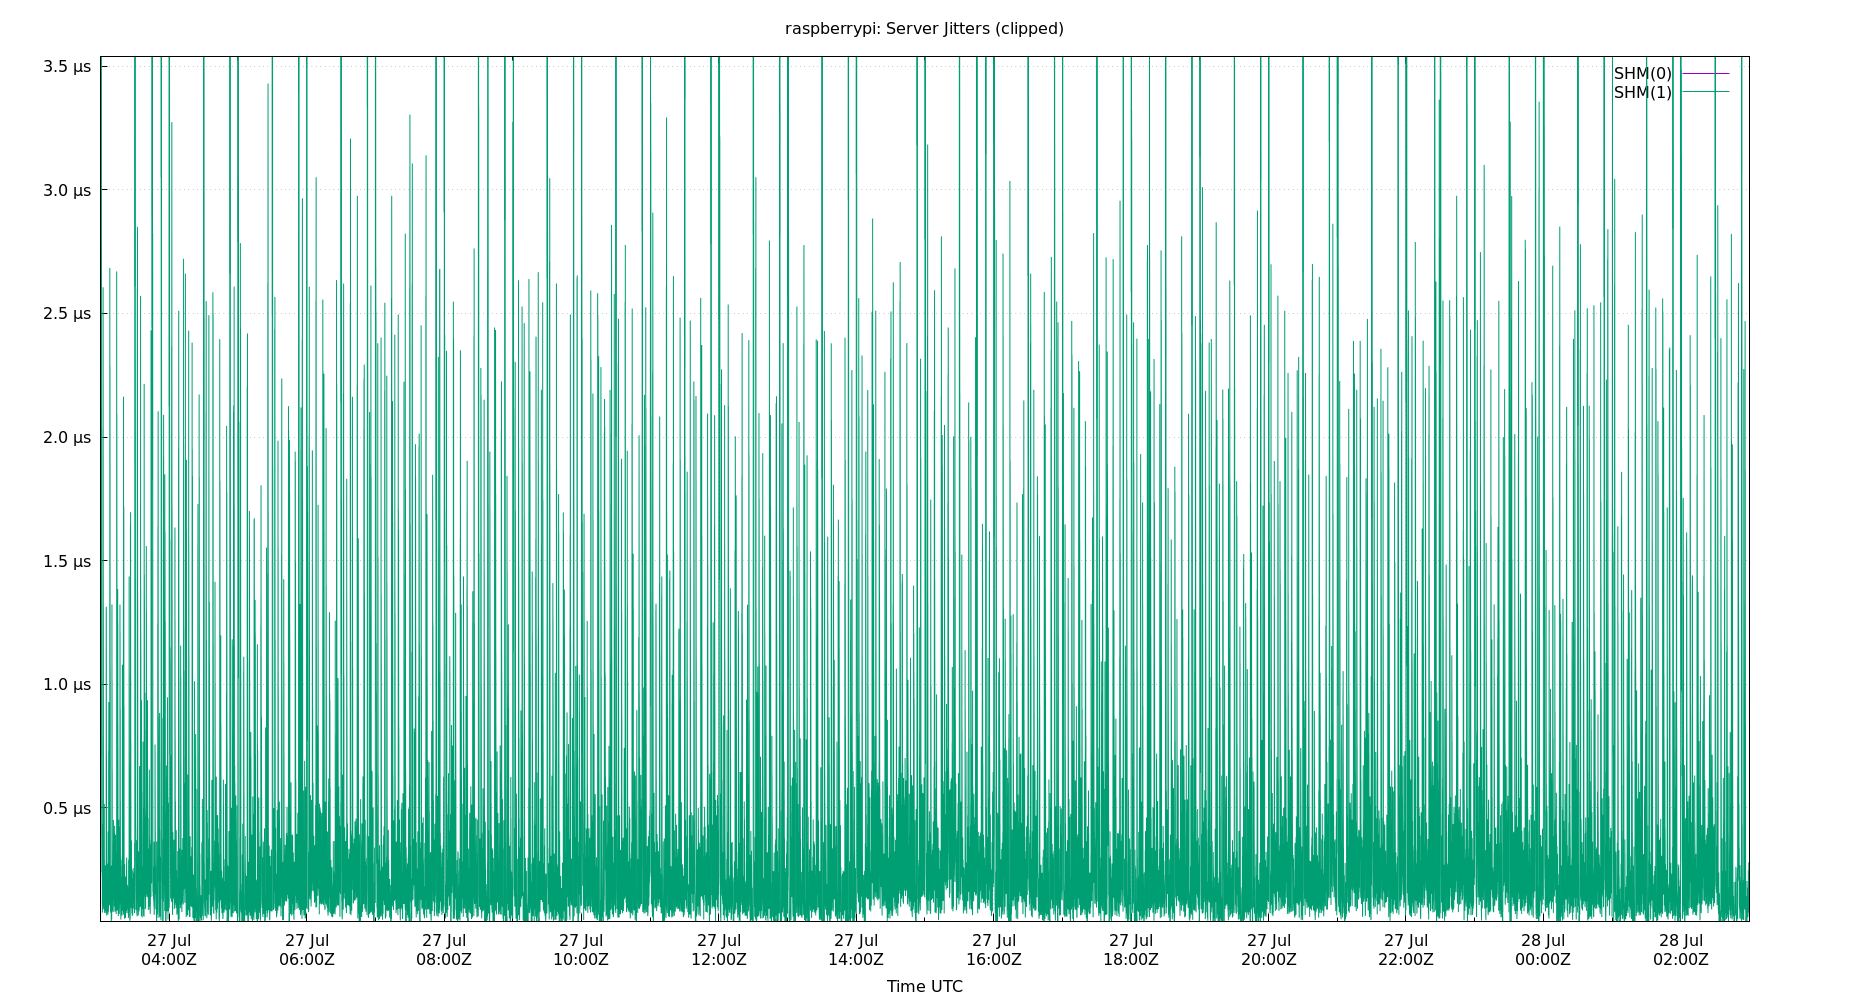 raspberrypi: Server Jitters (clipped)
3.5 µs
SHM(0)
SHM(1)
3.0 µs
2.5 µs
2.0 µs
1.5 µs
1.0 µs
0.5 µs
27 Jul 27 Jul 27 Jul 27 Jul 27 Jul 27 Jul 27 Jul 27 Jul 27 Jul 27 Jul 28 Jul 28 Jul
04:00Z 06:00Z 08:00Z 10:00Z 12:00Z 14:00Z 16:00Z 18:00Z 20:00Z 22:00Z 00:00Z 02:00Z
Time UTC